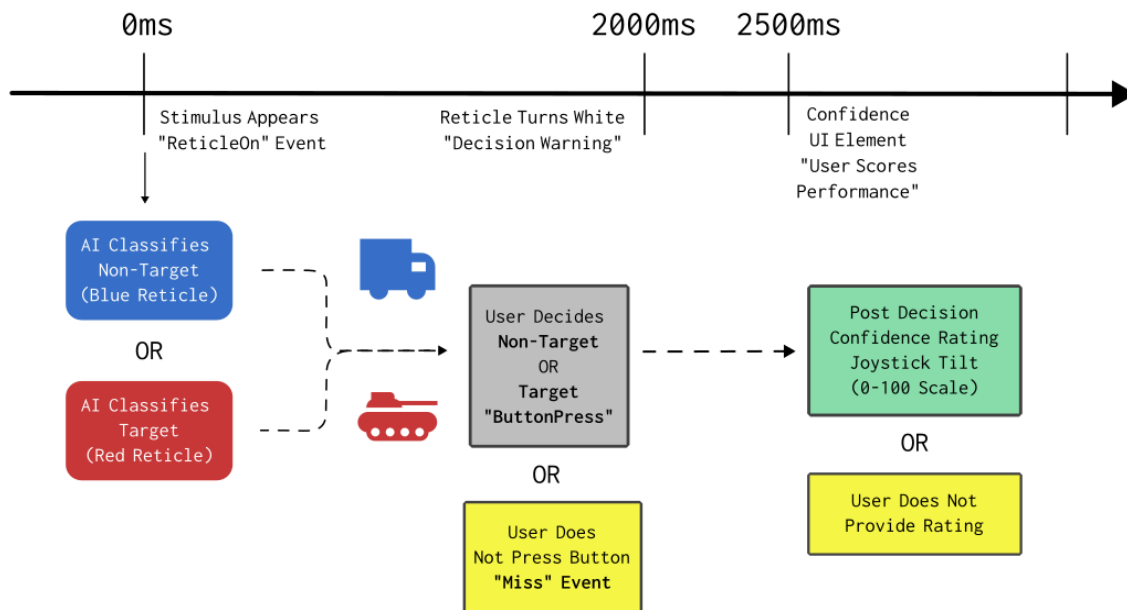 0ms
2000ms
2500ms
Stimulus Appears
"ReticleOn" Event
Reticle Turns White
"Decision Warning"
Confidence
UI Element
"User Scores
Performance"
AI Classifies
Non-Target
(Blue Reticle)
OR
AI Classifies
Target
(Red Reticle)
User Decides
Non-Target
OR
Target
"ButtonPress"
OR
User Does
Not Press Button
"Miss" Event
Post Decision
Confidence Rating
Joystick Tilt
(0-100 Scale)
OR
User Does Not
Provide Rating